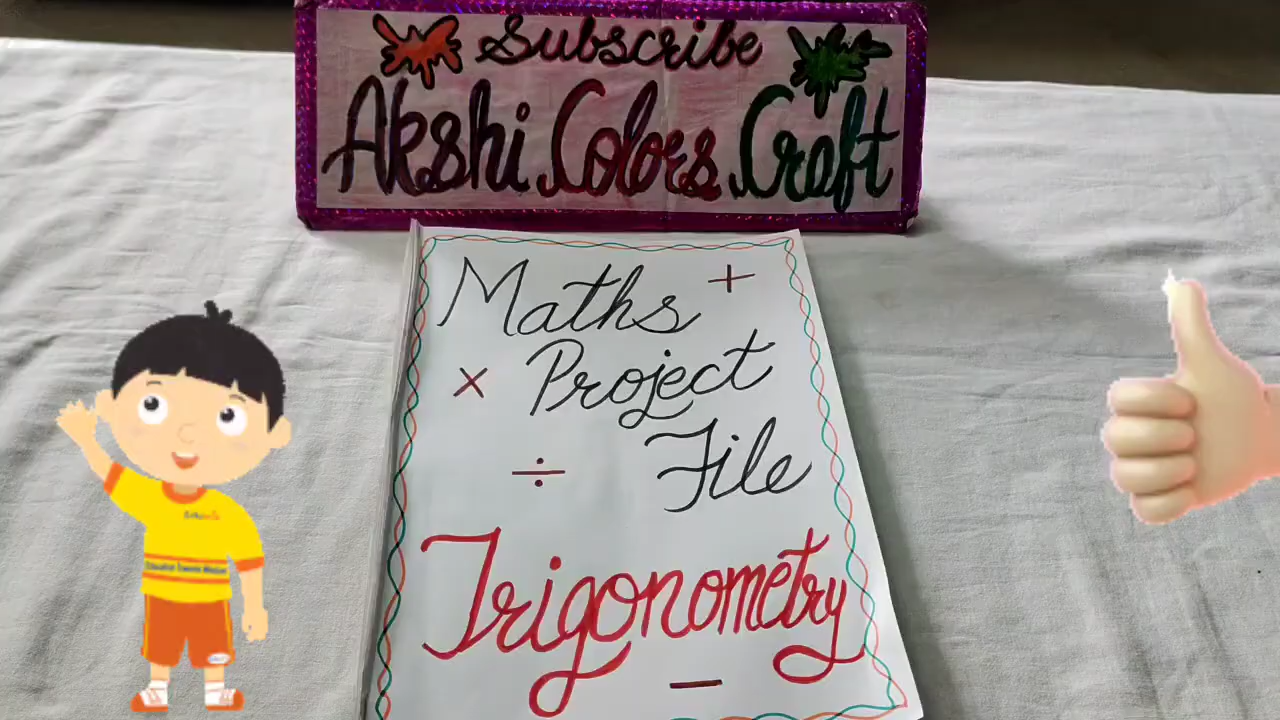 Subscribe
Akshi Colors Craft
Maths +
× Project
÷ File
Trigonometry
−